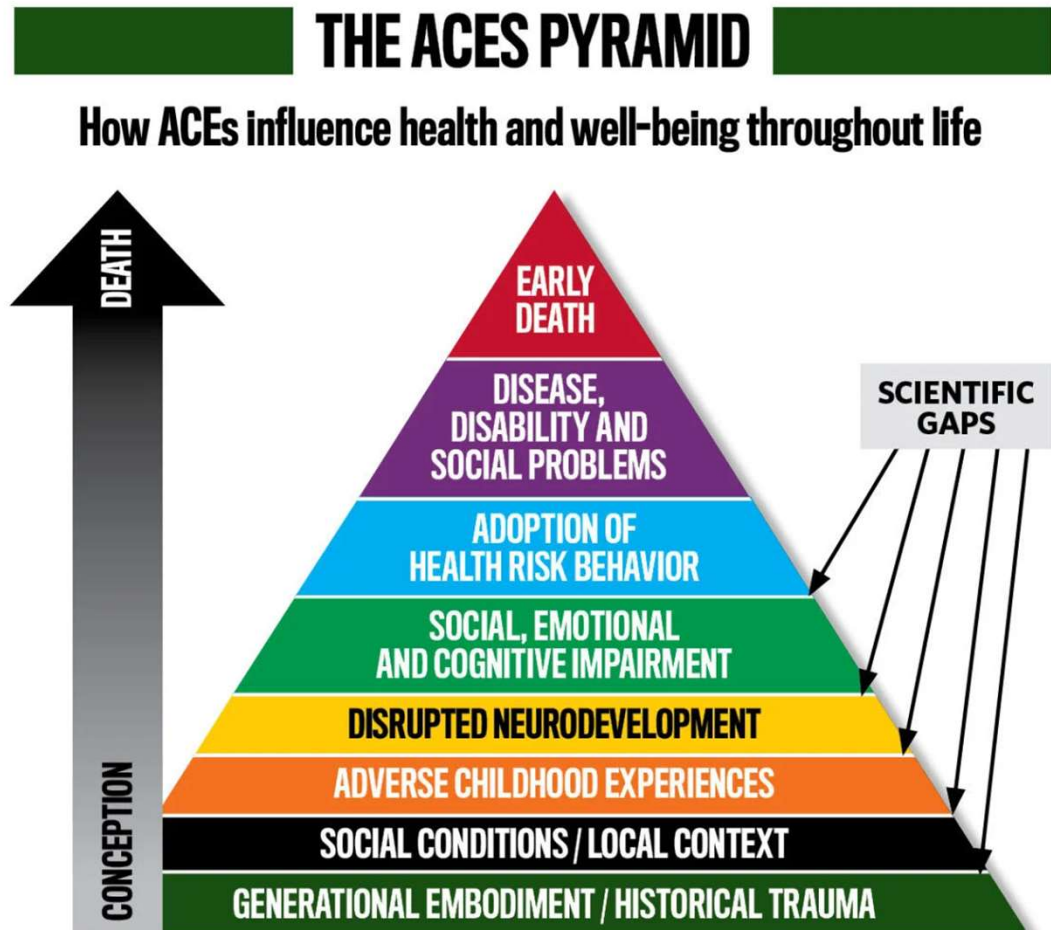 THE ACES PYRAMID
How ACEs influence health and well-being throughout life
DEATH
EARLY
DEATH
DISEASE,
DISABILITY AND
SOCIAL PROBLEMS
SCIENTIFIC
GAPS
ADOPTION OF
HEALTH RISK BEHAVIOR
SOCIAL, EMOTIONAL
AND COGNITIVE IMPAIRMENT
DISRUPTED NEURODEVELOPMENT
ADVERSE CHILDHOOD EXPERIENCES
SOCIAL CONDITIONS / LOCAL CONTEXT
GENERATIONAL EMBODIMENT / HISTORICAL TRAUMA
CONCEPTION